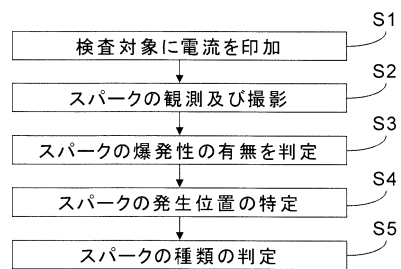 S1
検査対象に電流を印加
S2
スパークの観測及び撮影
S3
スパークの爆発性の有無を判定
S4
スパークの発生位置の特定
S5
スパークの種類の判定